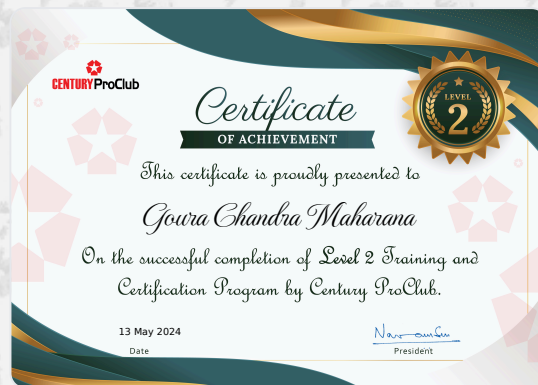 CENTURY ProClub
Certificate
OF ACHIEVEMENT
LEVEL
2
This certificate is proudly presented to
Goura Chandra Maharana
On the successful completion of Level 2 Training and
Certification Program by Century ProClub.
13 May 2024
Date
President